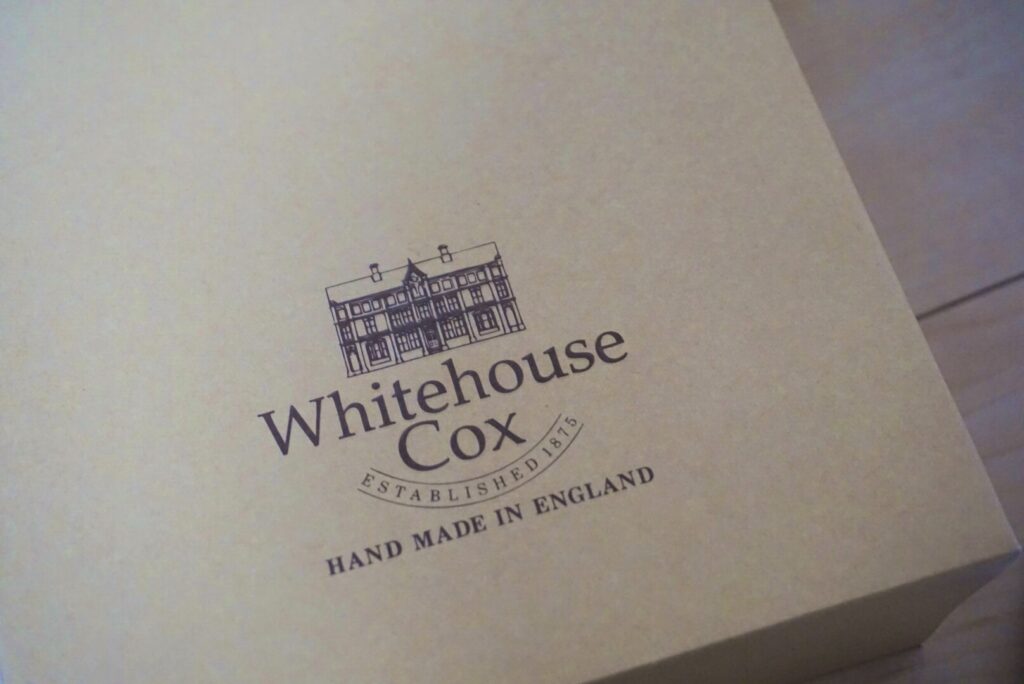 Whitehouse
Cox
ESTABLISHED 1875
HAND MADE IN ENGLAND